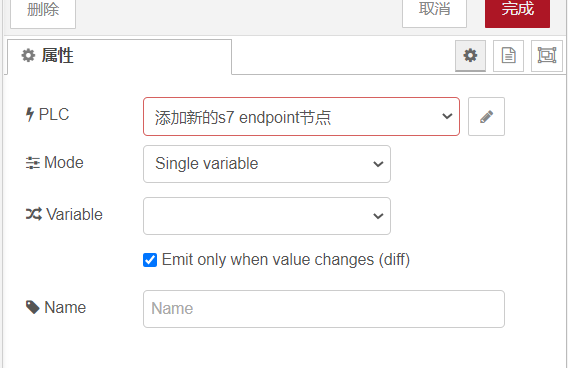 删除 取消 完成
属性
PLC 添加新的s7 endpoint节点
Mode Single variable
Variable
Emit only when value changes (diff)
Name Name